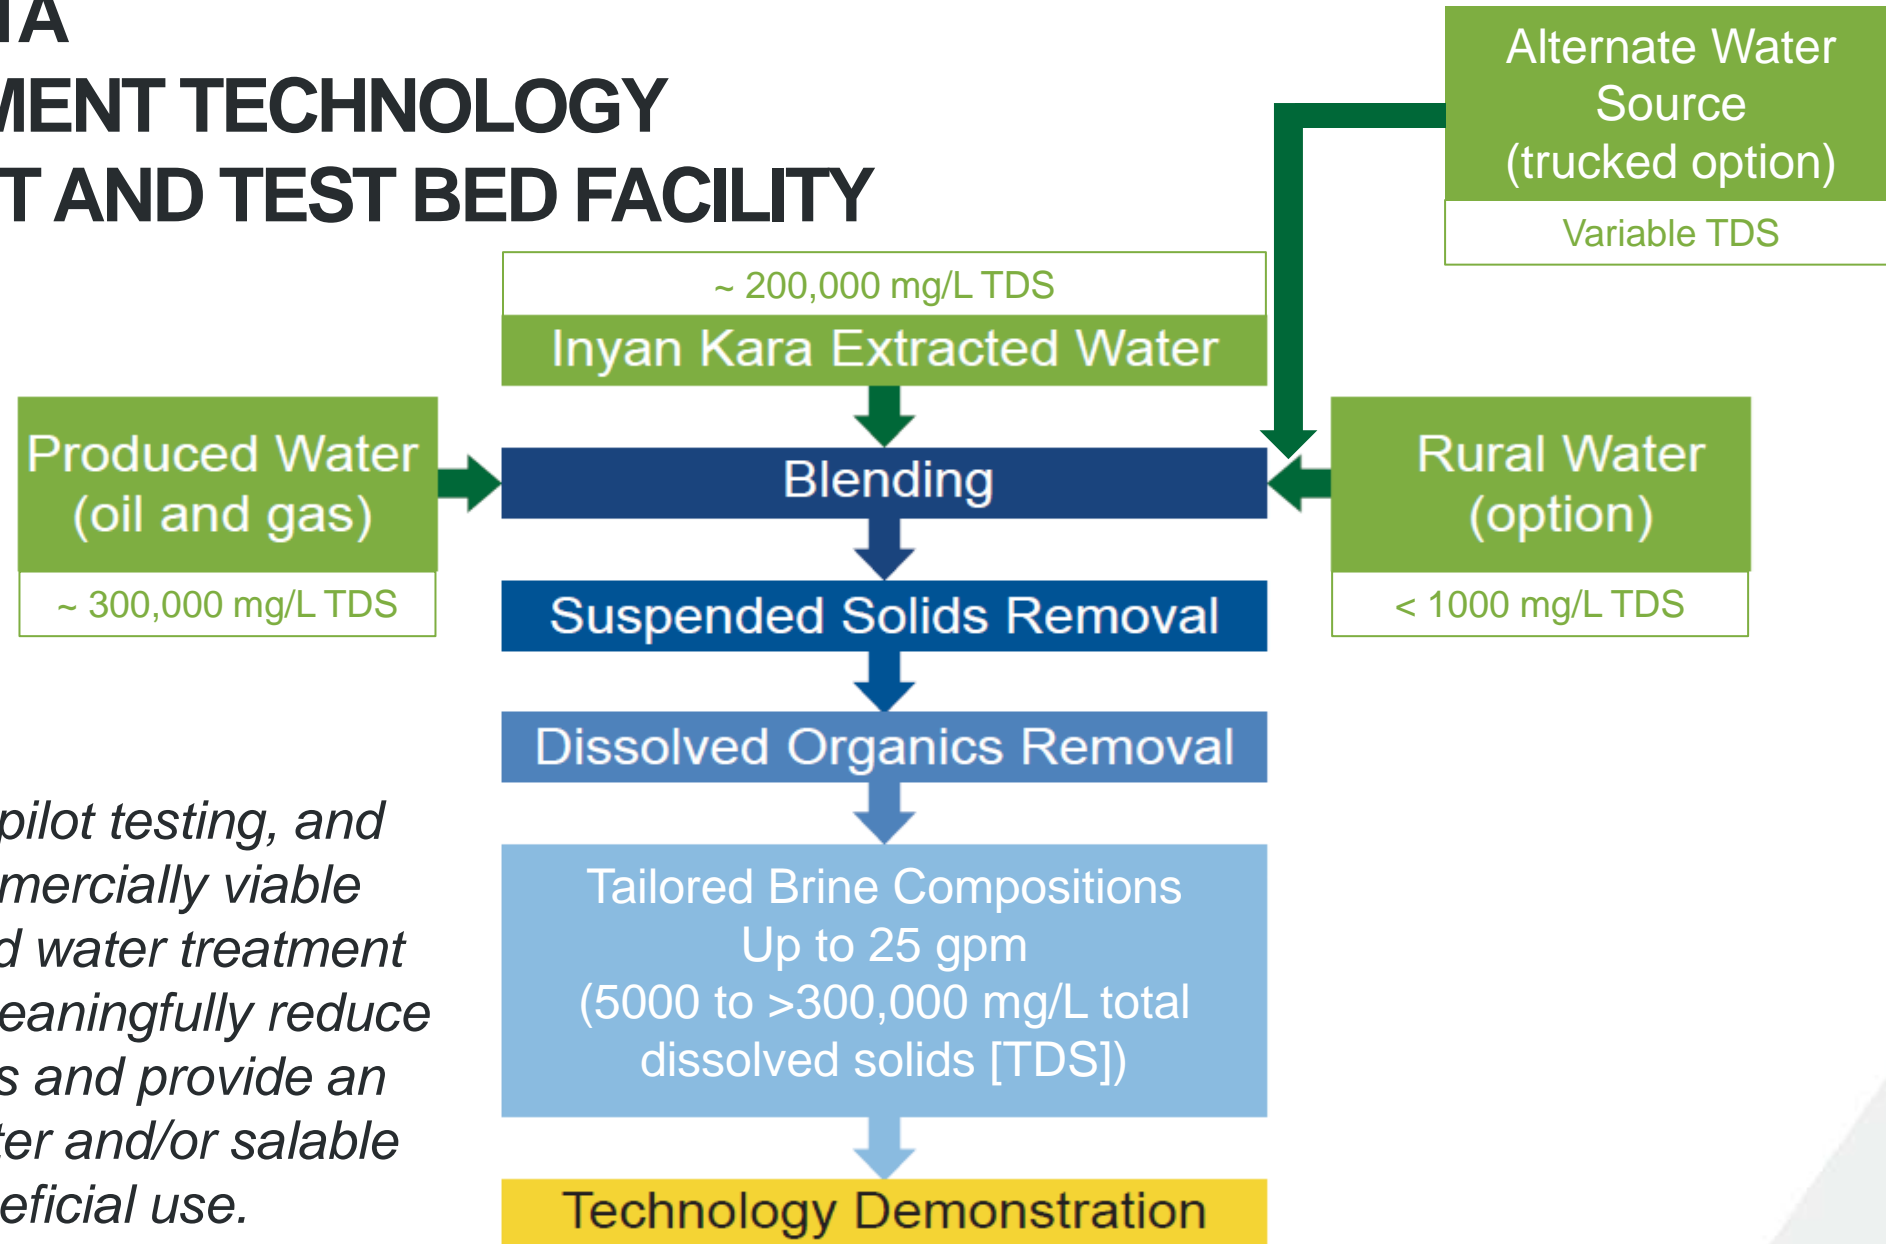 TA
MENT TECHNOLOGY
T AND TEST BED FACILITY
Alternate Water
Source
(trucked option)
Variable TDS
~ 200,000 mg/L TDS
Inyan Kara Extracted Water
Produced Water
(oil and gas)
~ 300,000 mg/L TDS
Blending
Rural Water
(option)
< 1000 mg/L TDS
Suspended Solids Removal
Dissolved Organics Removal
pilot testing, and
mercially viable
d water treatment
eaningfully reduce
s and provide an
ter and/or salable
eficial use.
Tailored Brine Compositions
Up to 25 gpm
(5000 to >300,000 mg/L total
dissolved solids [TDS])
Technology Demonstration